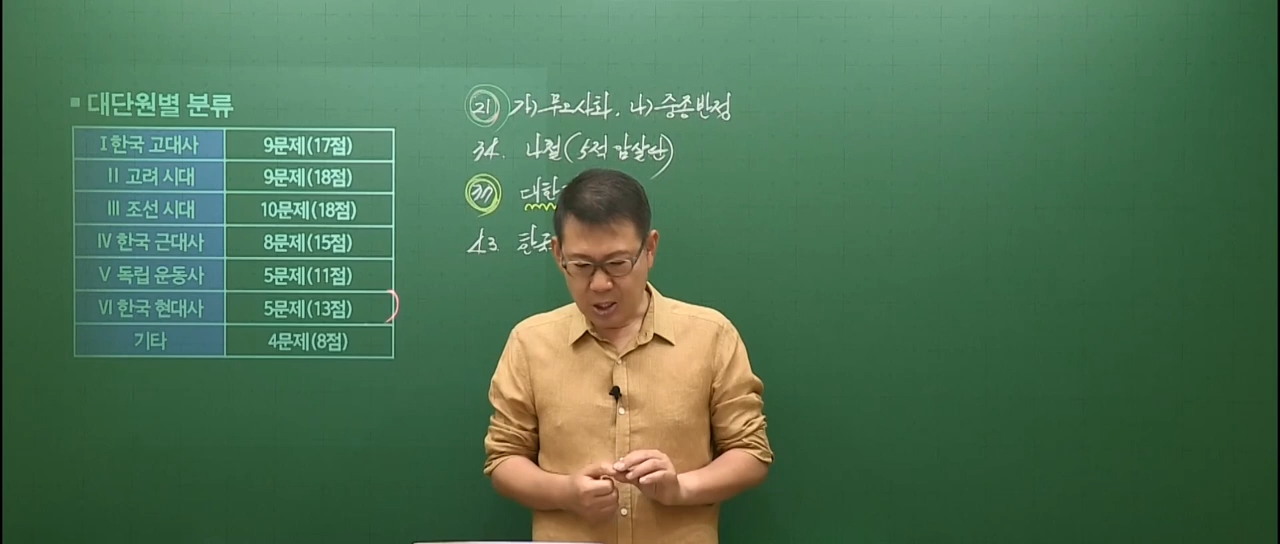 ▪ 대단원별 분류
Ⅰ 한국 고대사 9문제(17점)
Ⅱ 고려 시대 9문제(18점)
Ⅲ 조선 시대 10문제(18점)
Ⅳ 한국 근대사 8문제(15점)
Ⅴ 독립 운동사 5문제(11점)
Ⅵ 한국 현대사 5문제(13점)
기타 4문제(8점)
21 가) 무오사화, 나) 중종반정
34. 나철(5적 암살단)
37 대한
43.